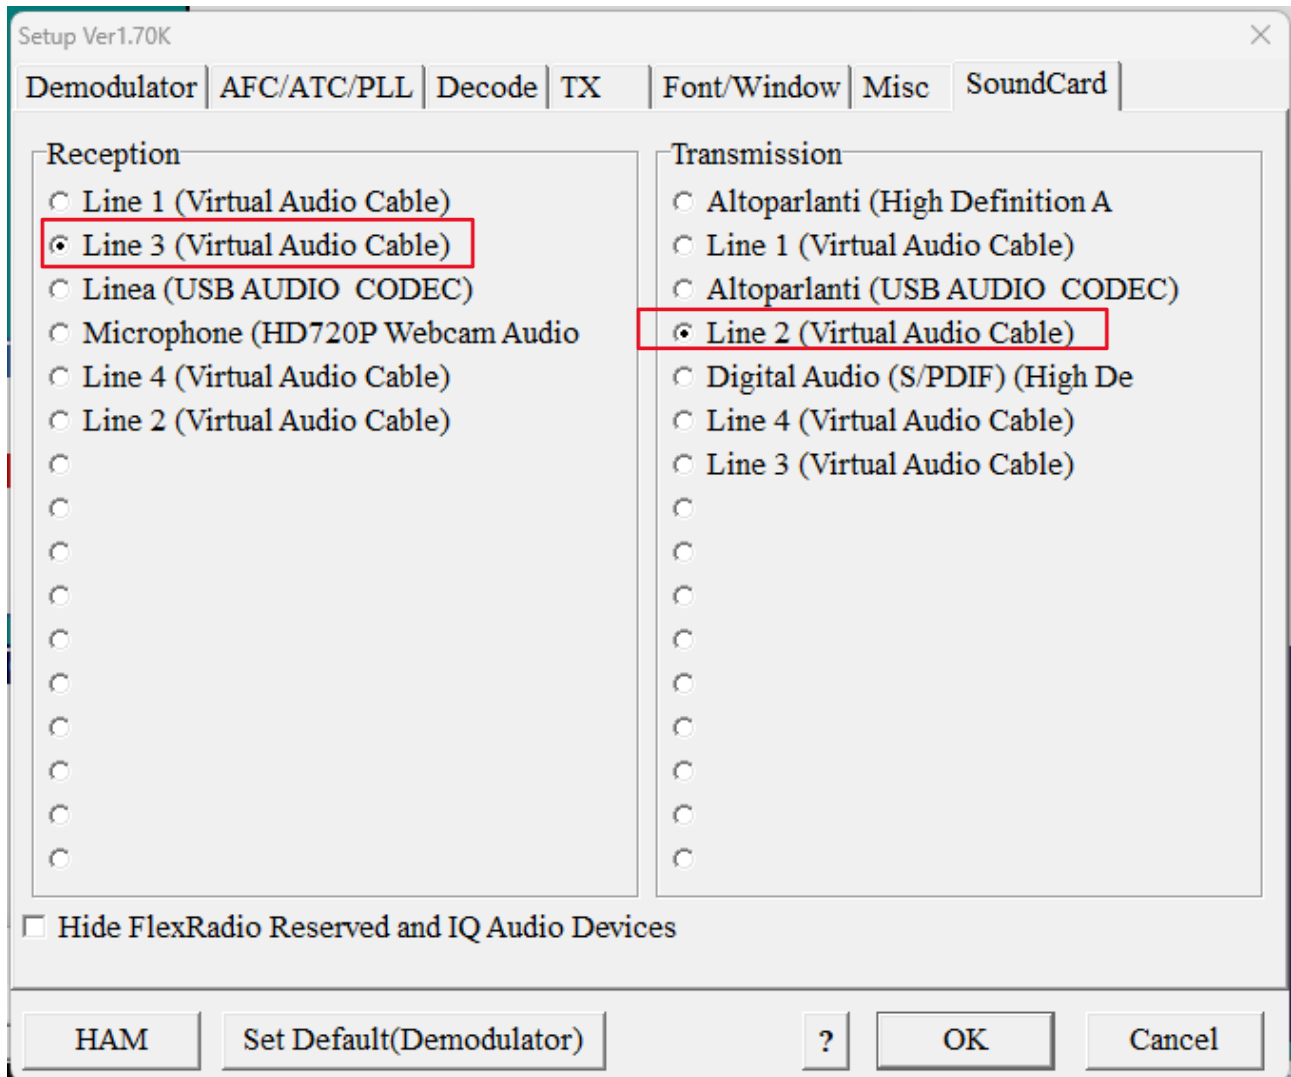 Setup Ver1.70K
Demodulator AFC/ATC/PLL Decode TX Font/Window Misc SoundCard
Reception
Line 1 (Virtual Audio Cable)
Line 3 (Virtual Audio Cable)
Linea (USB AUDIO  CODEC)
Microphone (HD720P Webcam Audio
Line 4 (Virtual Audio Cable)
Line 2 (Virtual Audio Cable)
Transmission
Altoparlanti (High Definition A
Line 1 (Virtual Audio Cable)
Altoparlanti (USB AUDIO  CODEC)
Line 2 (Virtual Audio Cable)
Digital Audio (S/PDIF) (High De
Line 4 (Virtual Audio Cable)
Line 3 (Virtual Audio Cable)
Hide FlexRadio Reserved and IQ Audio Devices
HAM Set Default(Demodulator) ? OK Cancel